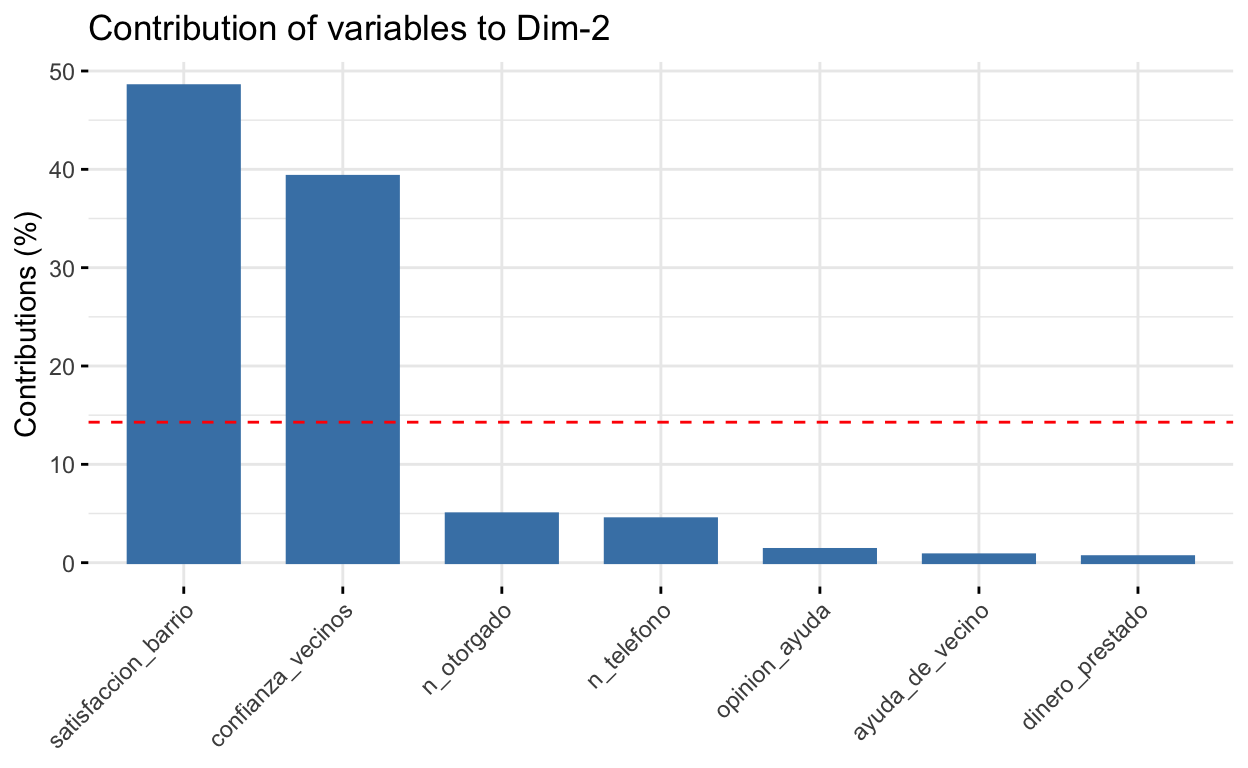 Contribution of variables to Dim-2
Contributions (%)
50
40
30
20
10
0
satisfaccion_barrio
confianza_vecinos
n_otorgado
n_telefono
opinion_ayuda
ayuda_de_vecino
dinero_prestado